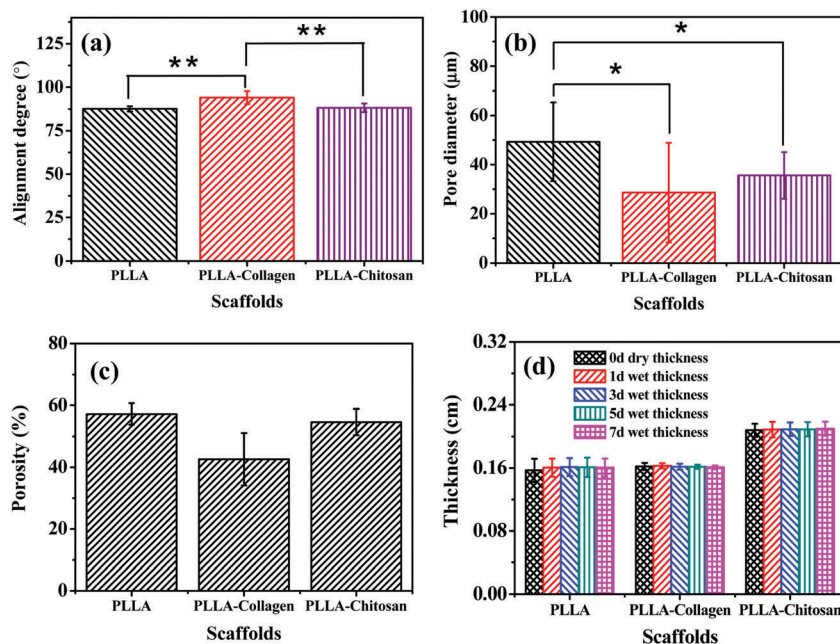 (a)
**
**
Alignment degree (°)
125
100
75
50
25
0
PLLA
PLLA-Collagen
PLLA-Chitosan
Scaffolds
(b)
*
*
Pore diameter (μm)
100
80
60
40
20
0
PLLA
PLLA-Collagen
PLLA-Chitosan
Scaffolds
(c)
Porosity (%)
80
60
40
20
0
PLLA
PLLA-Collagen
PLLA-Chitosan
Scaffolds
(d)
0d dry thickness
1d wet thickness
3d wet thickness
5d wet thickness
7d wet thickness
Thickness (cm)
0.32
0.24
0.16
0.08
0.00
PLLA
PLLA-Collagen
PLLA-Chitosan
Scaffolds